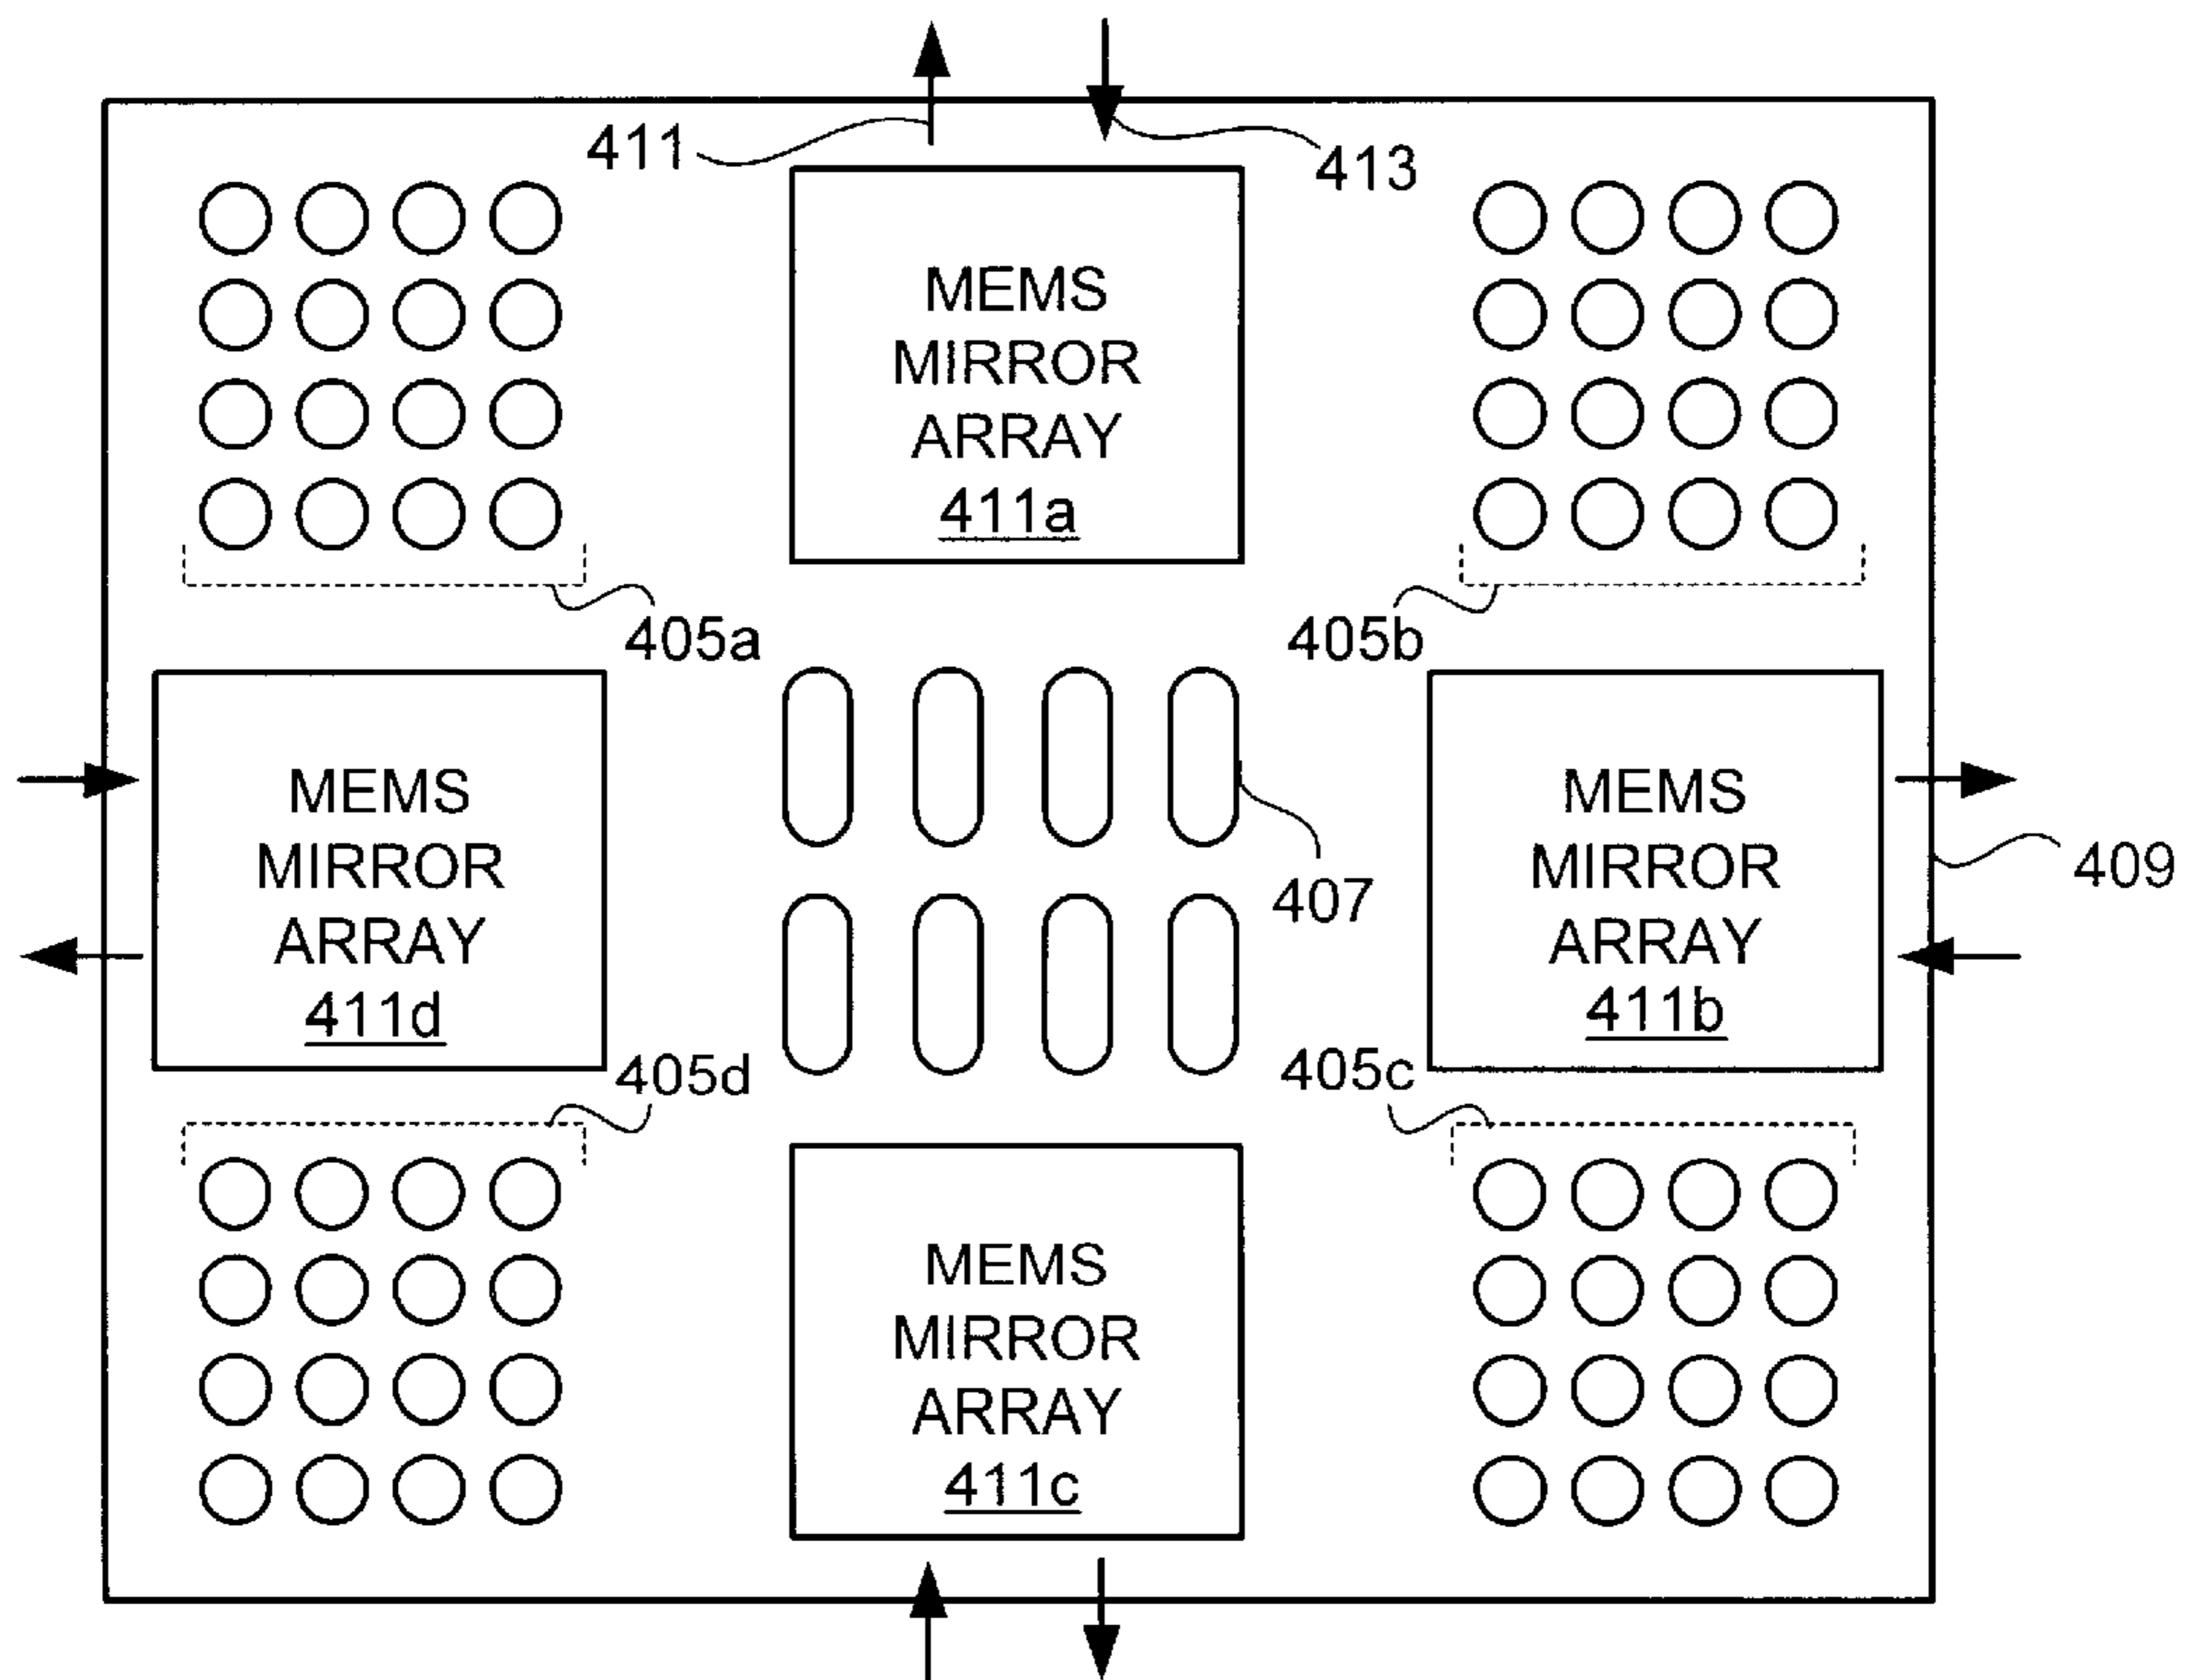 411
413
MEMS
MIRROR
ARRAY
411a
405a
405b
MEMS
MIRROR
ARRAY
411d
407
MEMS
MIRROR
ARRAY
411b
409
405d
405c
MEMS
MIRROR
ARRAY
411c